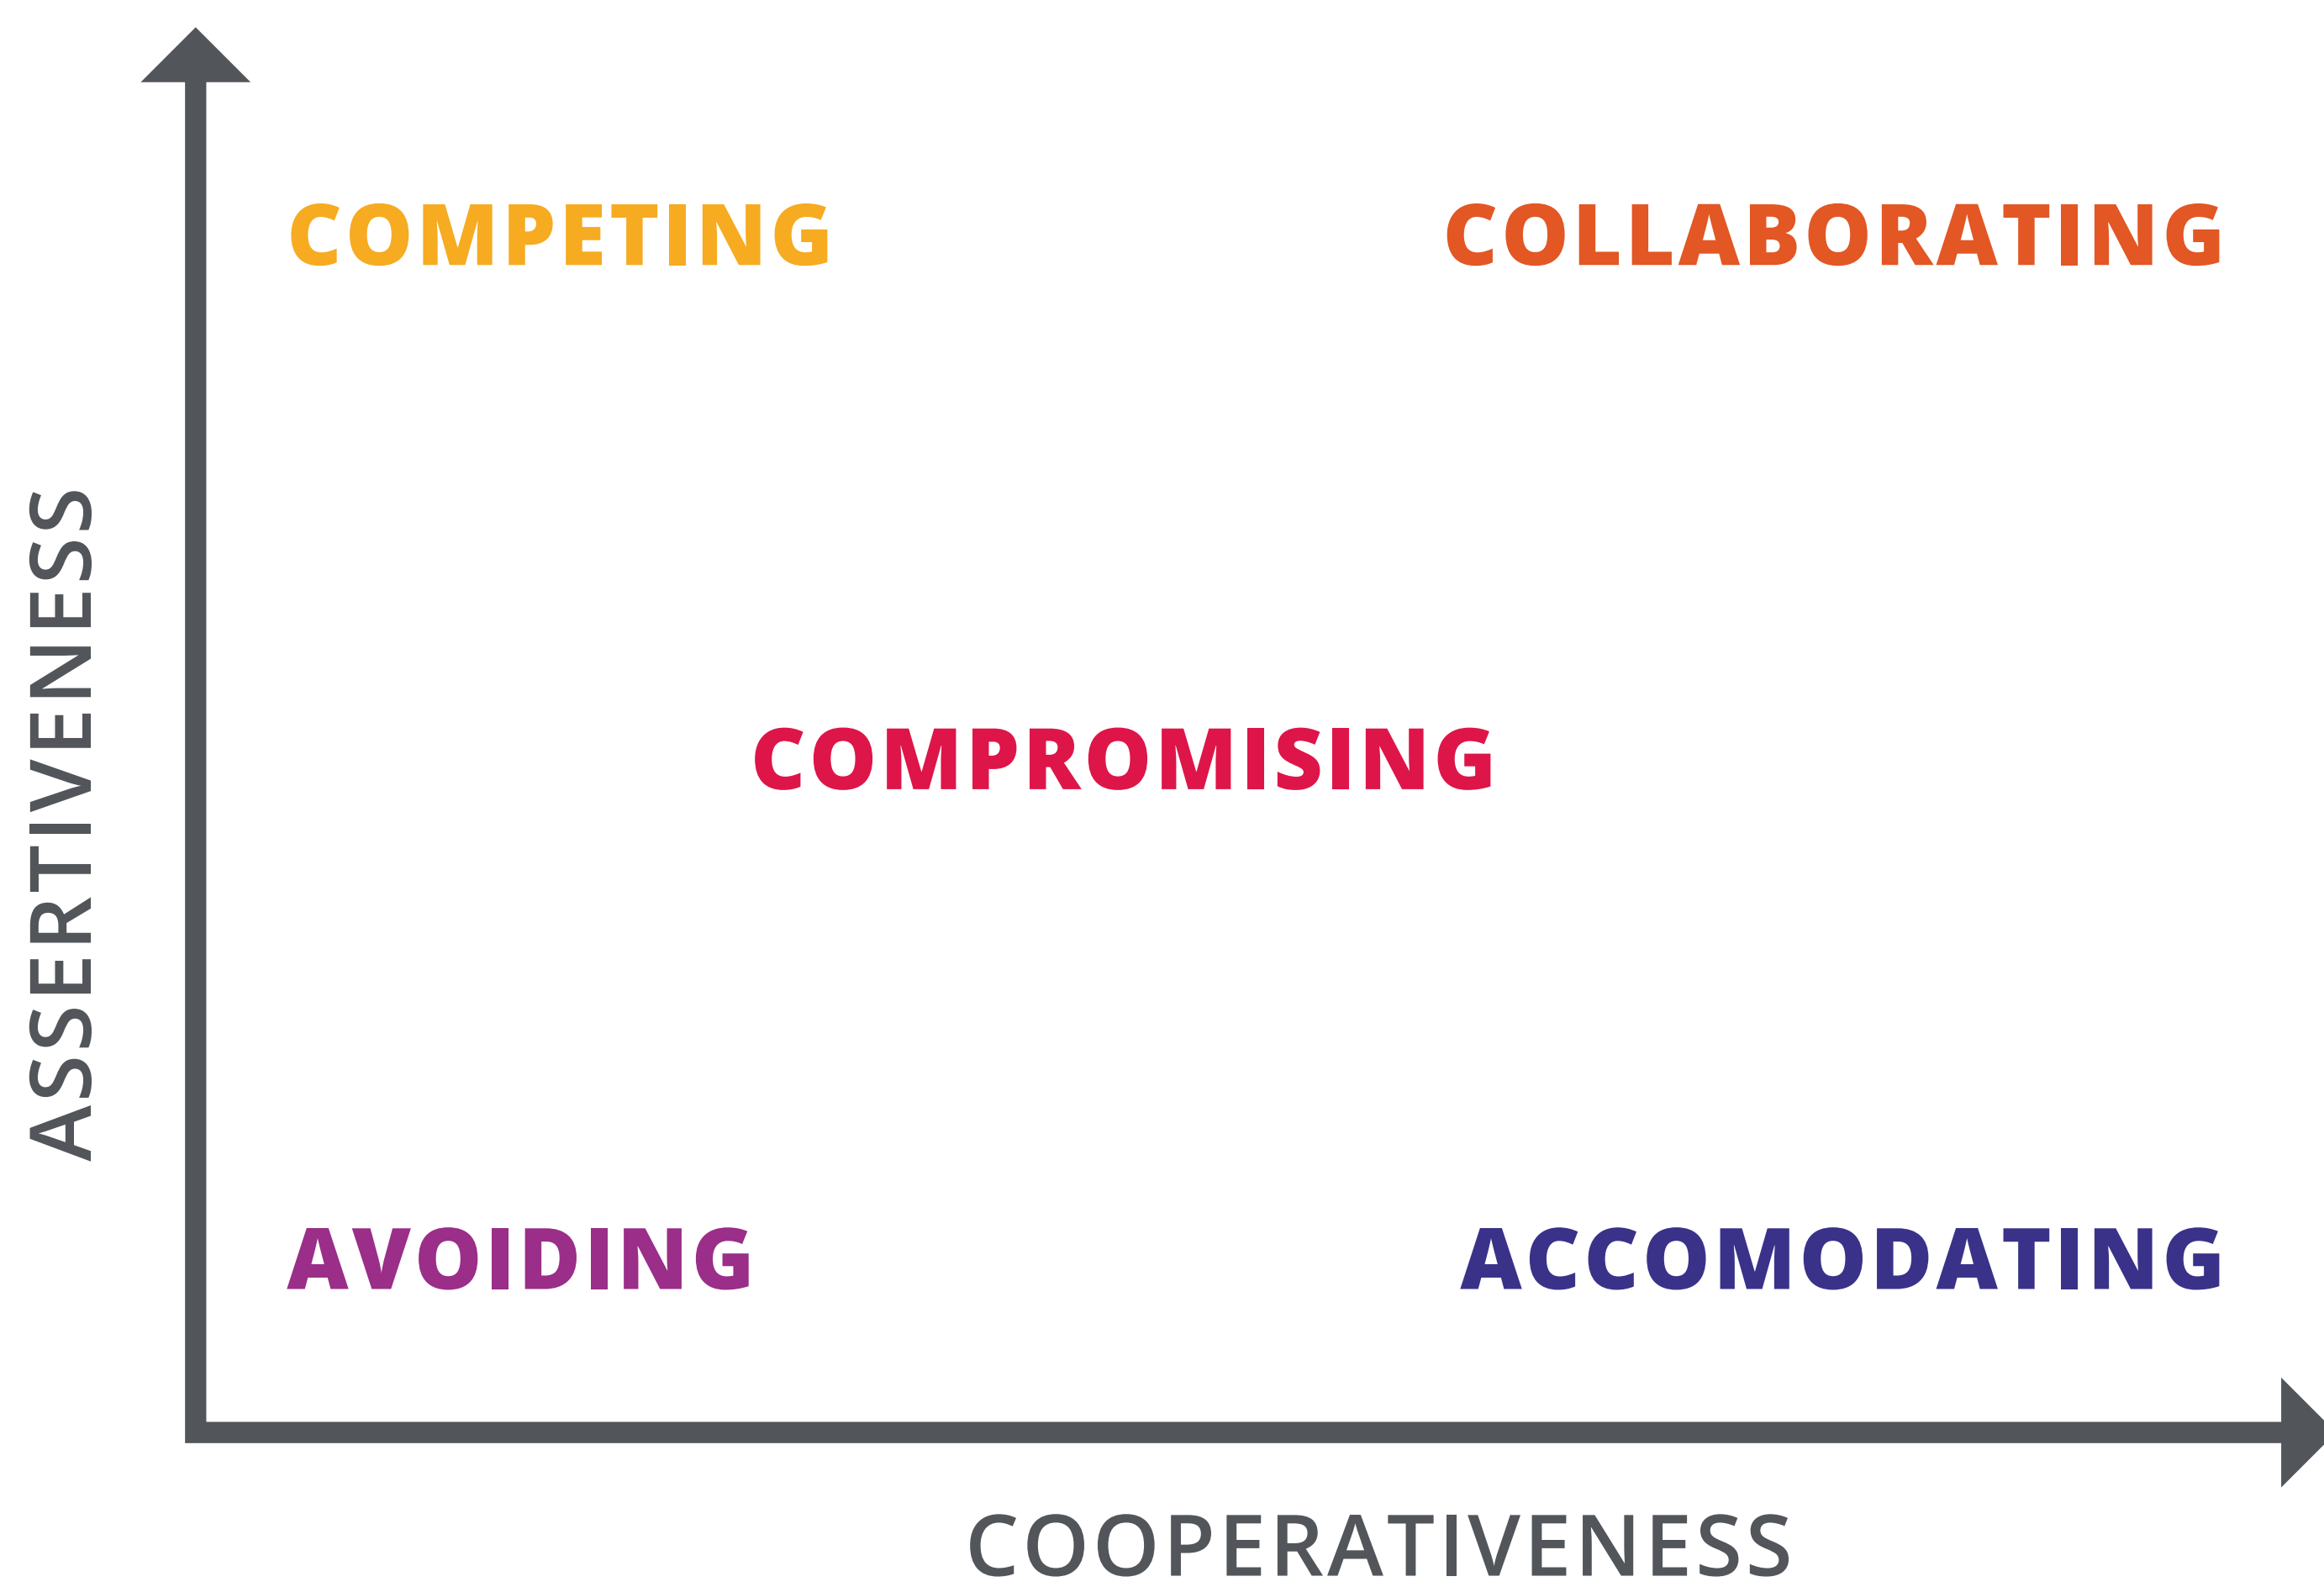 COMPETING
COLLABORATING
ASSERTIVENESS
COMPROMISING
AVOIDING
ACCOMODATING
COOPERATIVENESS